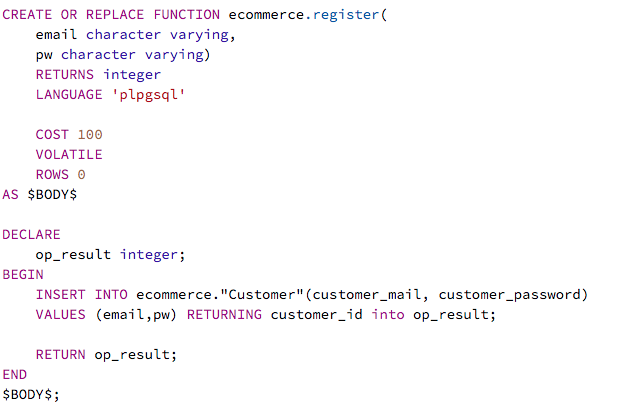 CREATE OR REPLACE FUNCTION ecommerce.register(
    email character varying,
    pw character varying)
    RETURNS integer
    LANGUAGE 'plpgsql'

    COST 100
    VOLATILE
    ROWS 0
AS $BODY$

DECLARE
    op_result integer;
BEGIN
    INSERT INTO ecommerce."Customer"(customer_mail, customer_password)
    VALUES (email,pw) RETURNING customer_id into op_result;

    RETURN op_result;
END
$BODY$;